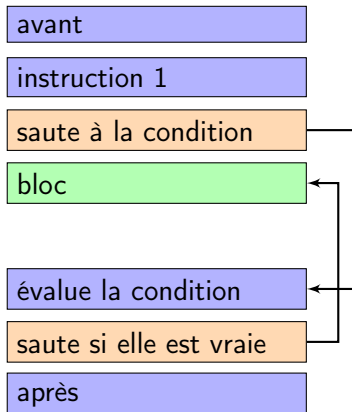 avant
instruction 1
saute à la condition
bloc
évalue la condition
saute si elle est vraie
après